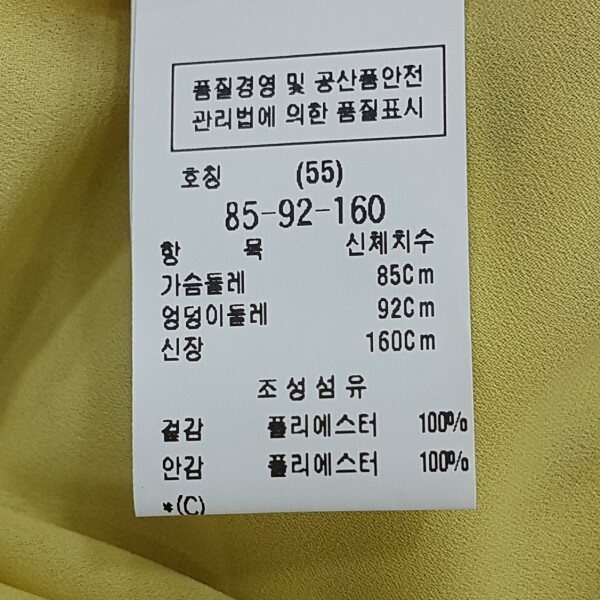 품질경영 및 공산품안전
관리법에 의한 품질표시
호칭 (55)
85-92-160
항 목 신체치수
가슴둘레 85Cm
엉덩이둘레 92Cm
신장 160Cm
조성섬유
겉감 폴리에스터 100%
안감 폴리에스터 100%
*(C)